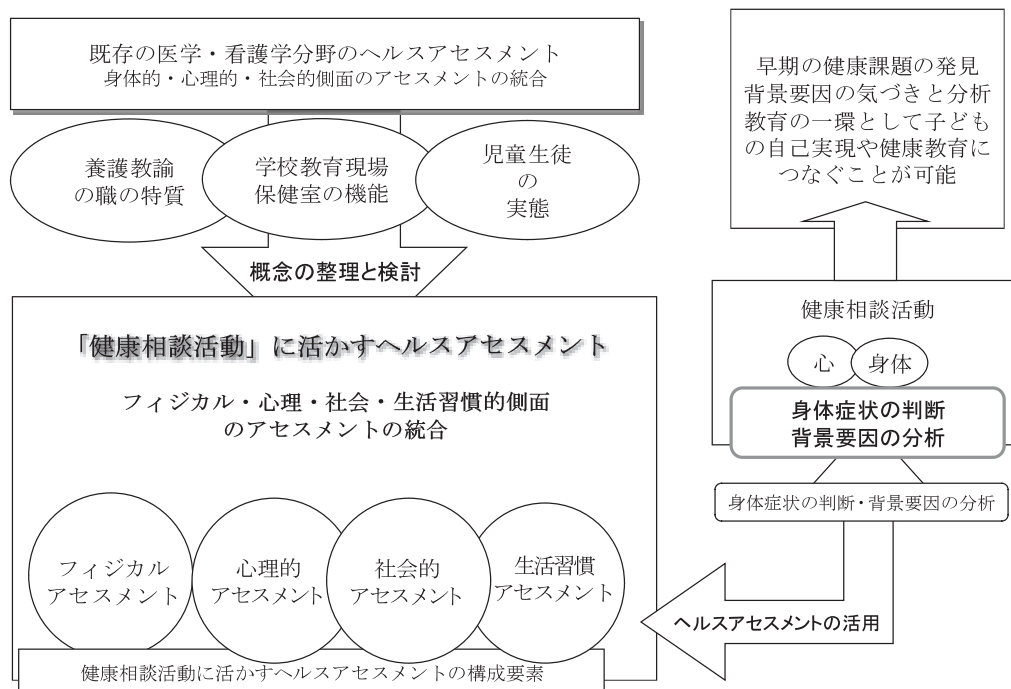 既存の医学・看護学分野のヘルスアセスメント
身体的・心理的・社会的側面のアセスメントの統合
養護教諭
の職の特質
学校教育現場
保健室の機能
児童生徒
の
実態
概念の整理と検討
「健康相談活動」に活かすヘルスアセスメント
フィジカル・心理・社会・生活習慣的側面
のアセスメントの統合
フィジカル
アセスメント
心理的
アセスメント
社会的
アセスメント
生活習慣
アセスメント
健康相談活動に活かすヘルスアセスメントの構成要素
早期の健康課題の発見
背景要因の気づきと分析
教育の一環として子ども
の自己実現や健康教育に
つなぐことが可能
健康相談活動
心
身体
身体症状の判断
背景要因の分析
身体症状の判断・背景要因の分析
ヘルスアセスメントの活用